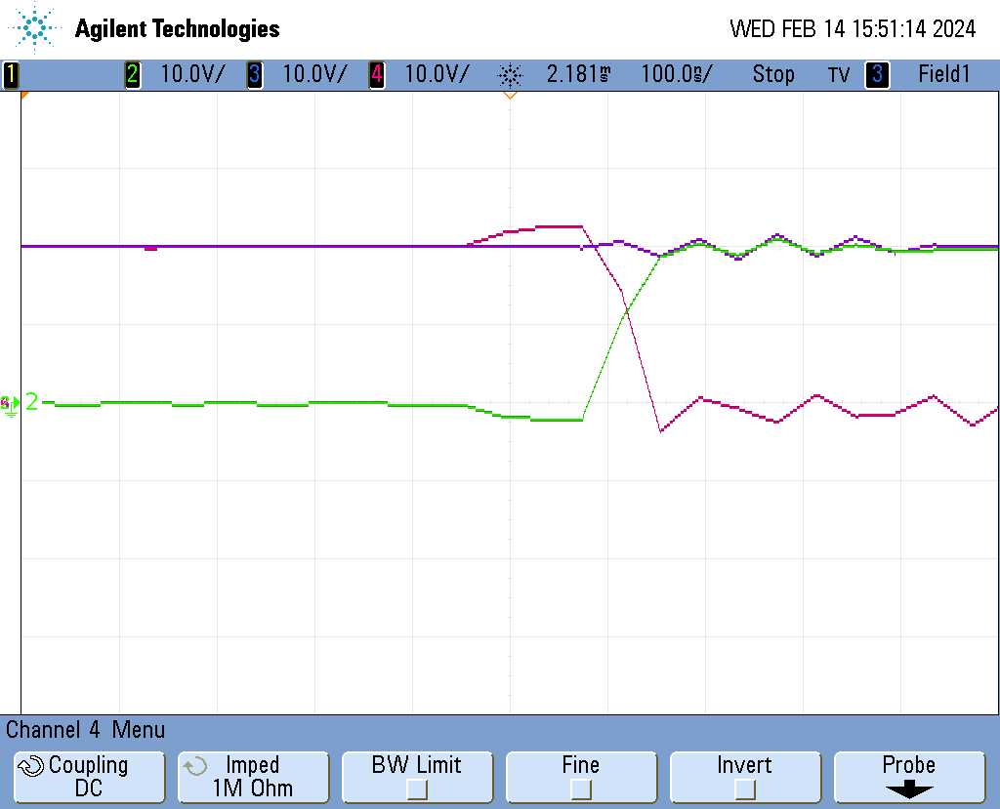 Agilent Technologies
WED FEB 14 15:51:14 2024
1 2 10.0V/ 3 10.0V/ 4 10.0V/ 2.181ms 100.0ns/ Stop TV 3 Field1
2
Channel 4 Menu
Coupling
DC
Imped
1M Ohm
BW Limit
Fine
Invert
Probe